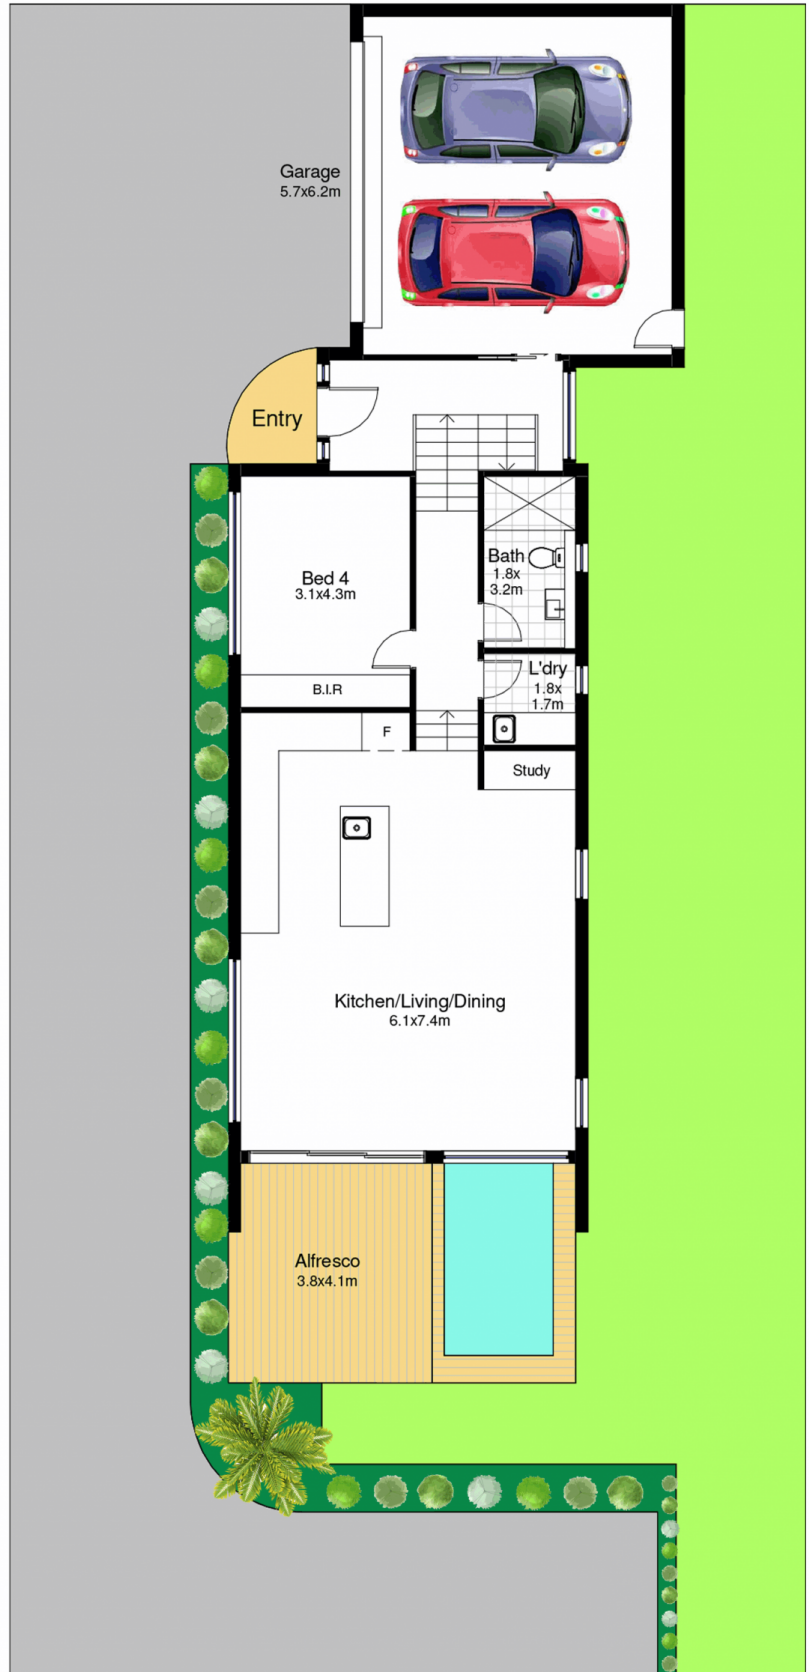 Garage
5.7x6.2m
Entry
Bed 4
3.1x4.3m
Bath
1.8x
3.2m
B.I.R
L'dry
1.8x
1.7m
F
Study
Kitchen/Living/Dining
6.1x7.4m
Alfresco
3.8x4.1m